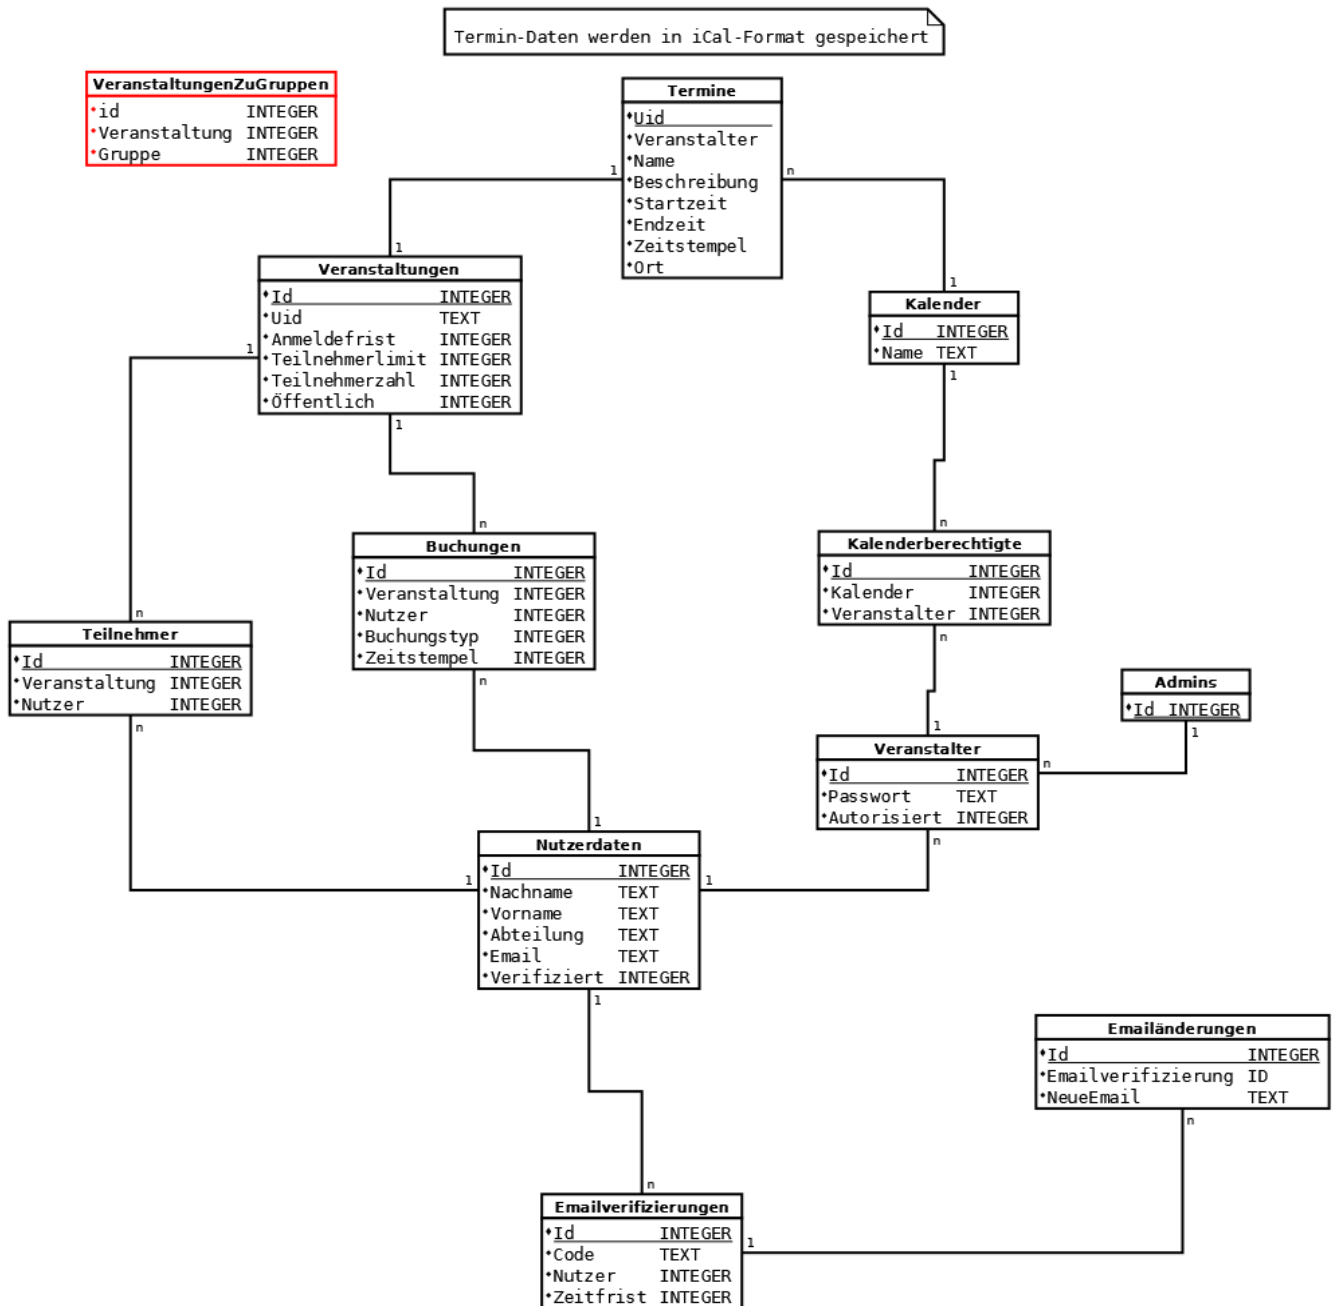 Termin-Daten werden in iCal-Format gespeichert
VeranstaltungenZuGruppen
id INTEGER
Veranstaltung INTEGER
Gruppe INTEGER
Termine
Uid
Veranstalter
Name
Beschreibung
Startzeit
Endzeit
Zeitstempel
Ort
1
n
1
1
Veranstaltungen
Id INTEGER
Uid TEXT
Anmeldefrist INTEGER
Teilnehmerlimit INTEGER
Teilnehmerzahl INTEGER
Öffentlich INTEGER
1
1
Kalender
Id INTEGER
Name TEXT
1
n
n
Buchungen
Id INTEGER
Veranstaltung INTEGER
Nutzer INTEGER
Buchungstyp INTEGER
Zeitstempel INTEGER
n
Kalenderberechtigte
Id INTEGER
Kalender INTEGER
Veranstalter INTEGER
n
n
Teilnehmer
Id INTEGER
Veranstaltung INTEGER
Nutzer INTEGER
n
Admins
Id INTEGER
1
1
n
Veranstalter
Id INTEGER
Passwort TEXT
Autorisiert INTEGER
n
1
1
1
Nutzerdaten
Id INTEGER
Nachname TEXT
Vorname TEXT
Abteilung TEXT
Email TEXT
Verifiziert INTEGER
1
Emailänderungen
Id INTEGER
Emailverifizierung ID
NeueEmail TEXT
n
n
Emailverifizierungen
Id INTEGER
Code TEXT
Nutzer INTEGER
Zeitfrist INTEGER
1